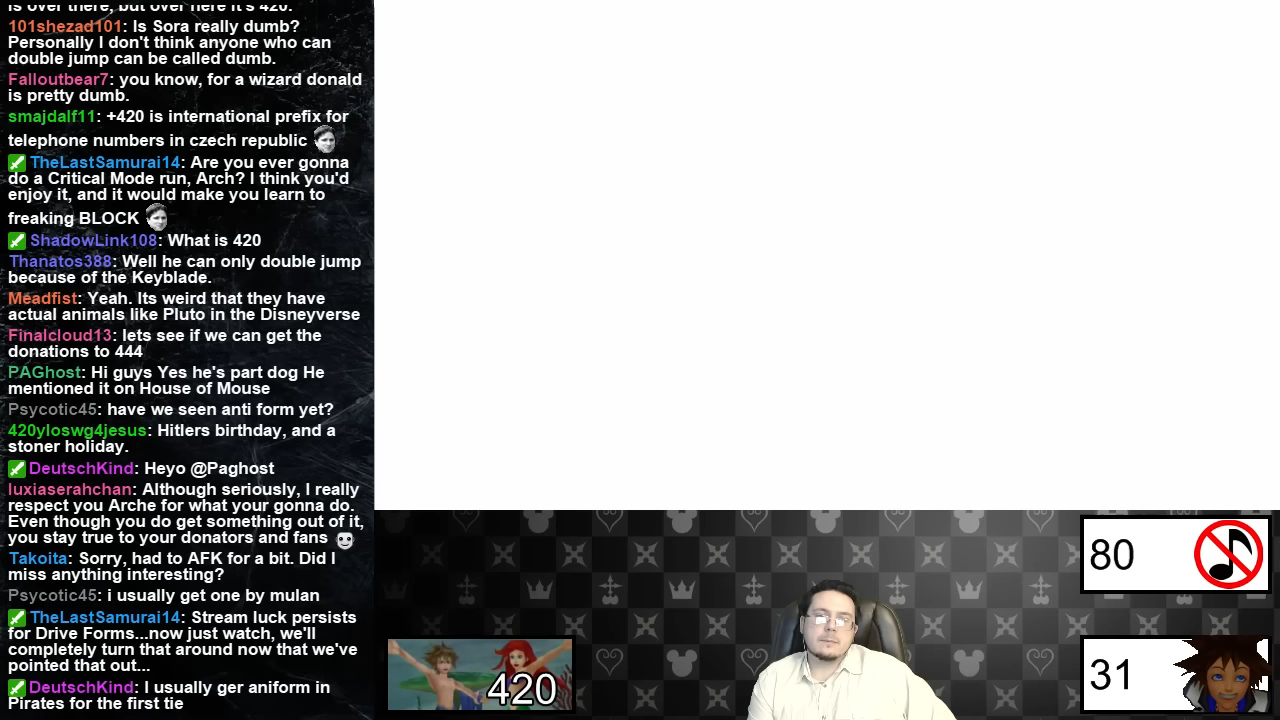 is over there, but over here it's 420.
101shezad101: Is Sora really dumb?
Personally I don't think anyone who can
double jump can be called dumb.
Falloutbear7: you know, for a wizard donald
is pretty dumb.
smajdalf11: +420 is international prefix for
telephone numbers in czech republic
TheLastSamurai14: Are you ever gonna
do a Critical Mode run, Arch? I think you'd
enjoy it, and it would make you learn to
freaking BLOCK
ShadowLink108: What is 420
Thanatos388: Well he can only double jump
because of the Keyblade.
Meadfist: Yeah. Its weird that they have
actual animals like Pluto in the Disneyverse
Finalcloud13: lets see if we can get the
donations to 444
PAGhost: Hi guys Yes he's part dog He
mentioned it on House of Mouse
Psycotic45: have we seen anti form yet?
420yloswg4jesus: Hitlers birthday, and a
stoner holiday.
DeutschKind: Heyo @Paghost
luxiaserahchan: Although seriously, I really
respect you Arche for what your gonna do.
Even though you do get something out of it,
you stay true to your donators and fans
Takoita: Sorry, had to AFK for a bit. Did I
miss anything interesting?
Psycotic45: i usually get one by mulan
TheLastSamurai14: Stream luck persists
for Drive Forms...now just watch, we'll
completely turn that around now that we've
pointed that out...
DeutschKind: I usually ger aniform in
Pirates for the first tie
420
80
31